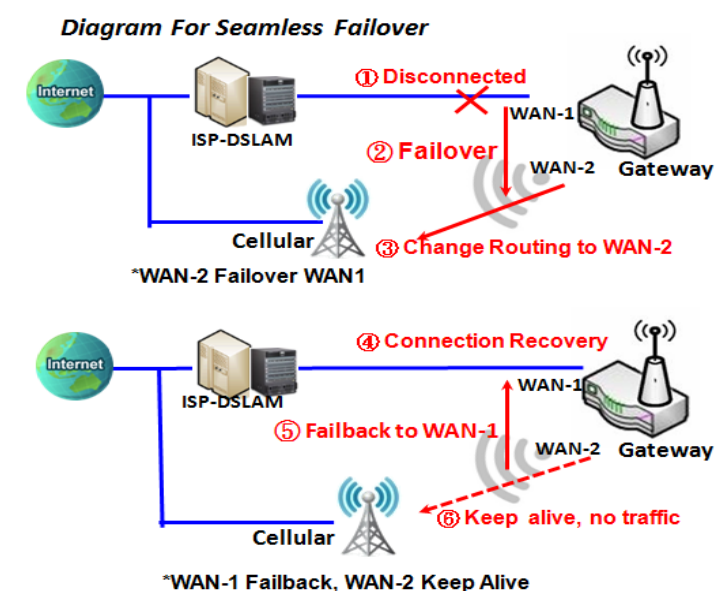 Diagram For Seamless Failover
Internet
ISP-DSLAM
① Disconnected
WAN-1
② Failover
WAN-2
Gateway
Cellular
③ Change Routing to WAN-2
*WAN-2 Failover WAN1
Internet
ISP-DSLAM
④ Connection Recovery
WAN-1
⑤ Failback to WAN-1
WAN-2
Gateway
Cellular
⑥ Keep alive, no traffic
*WAN-1 Failback, WAN-2 Keep Alive